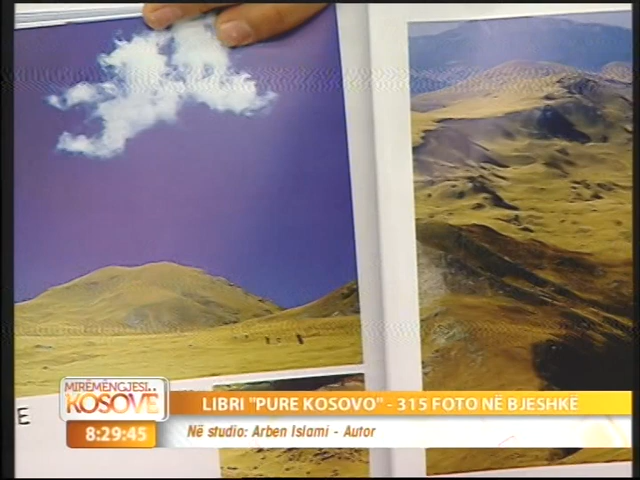 E
MIRËMËNGJESI..
KOSOVË
LIBRI "PURE KOSOVO" - 315 FOTO NË BJESHKË
8:29:45
Në studio: Arben Islami - Autor